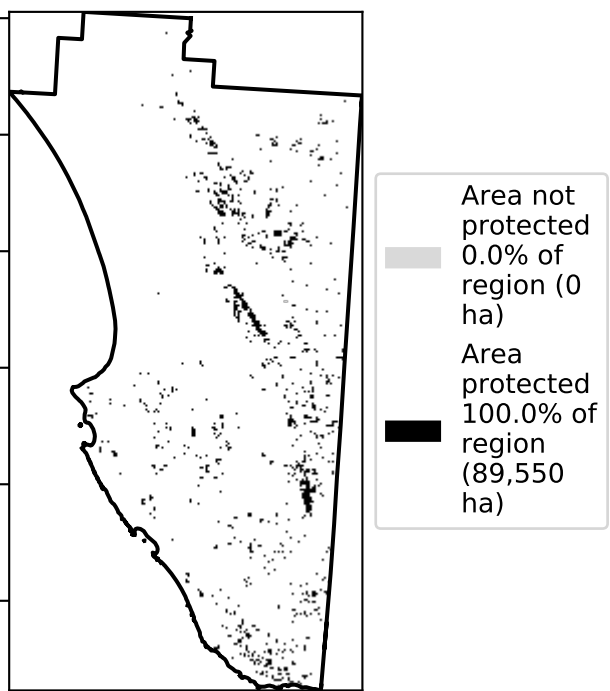 Area not
protected
0.0% of
region (0
ha)
Area
protected
100.0% of
region
(89,550
ha)